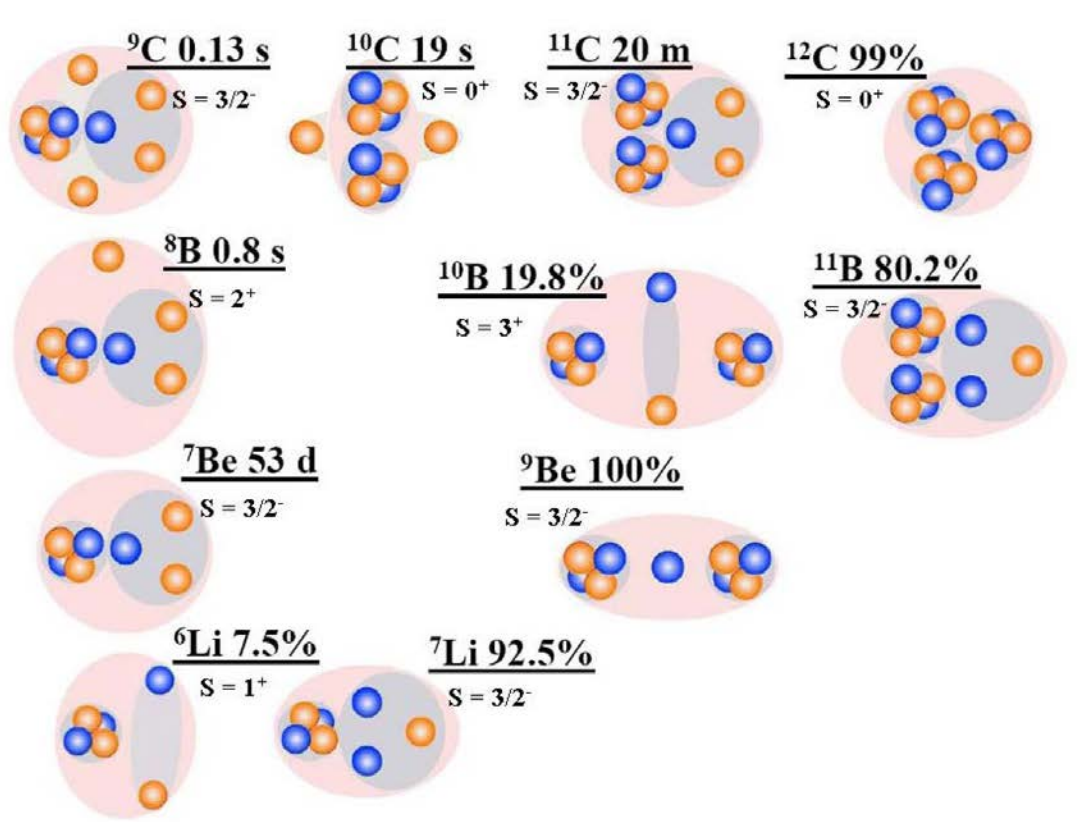 ⁹C 0.13 s
S = 3/2⁻
¹⁰C 19 s
S = 0⁺
¹¹C 20 m
S = 3/2⁻
¹²C 99%
S = 0⁺
⁸B 0.8 s
S = 2⁺
¹⁰B 19.8%
S = 3⁺
¹¹B 80.2%
S = 3/2⁻
⁷Be 53 d
S = 3/2⁻
⁹Be 100%
S = 3/2⁻
⁶Li 7.5%
S = 1⁺
⁷Li 92.5%
S = 3/2⁻